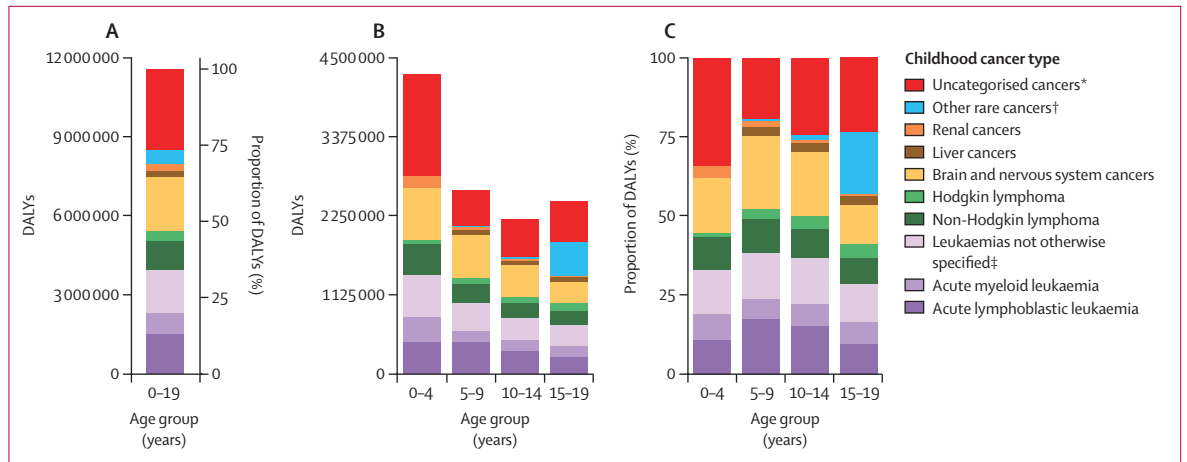 A
12 000 000
9 000 000
6 000 000
3 000 000
0
DALYs
100
75
50
25
0
Proportion of DALYs (%)
0–19
Age group
(years)
B
4 500 000
3 375 000
2 250 000
1 125 000
0
DALYs
0–4 5–9 10–14 15–19
Age group
(years)
C
100
75
50
25
0
Proportion of DALYs (%)
0–4 5–9 10–14 15–19
Age group
(years)
Childhood cancer type
Uncategorised cancers*
Other rare cancers†
Renal cancers
Liver cancers
Brain and nervous system cancers
Hodgkin lymphoma
Non-Hodgkin lymphoma
Leukaemias not otherwise
specified‡
Acute myeloid leukaemia
Acute lymphoblastic leukaemia